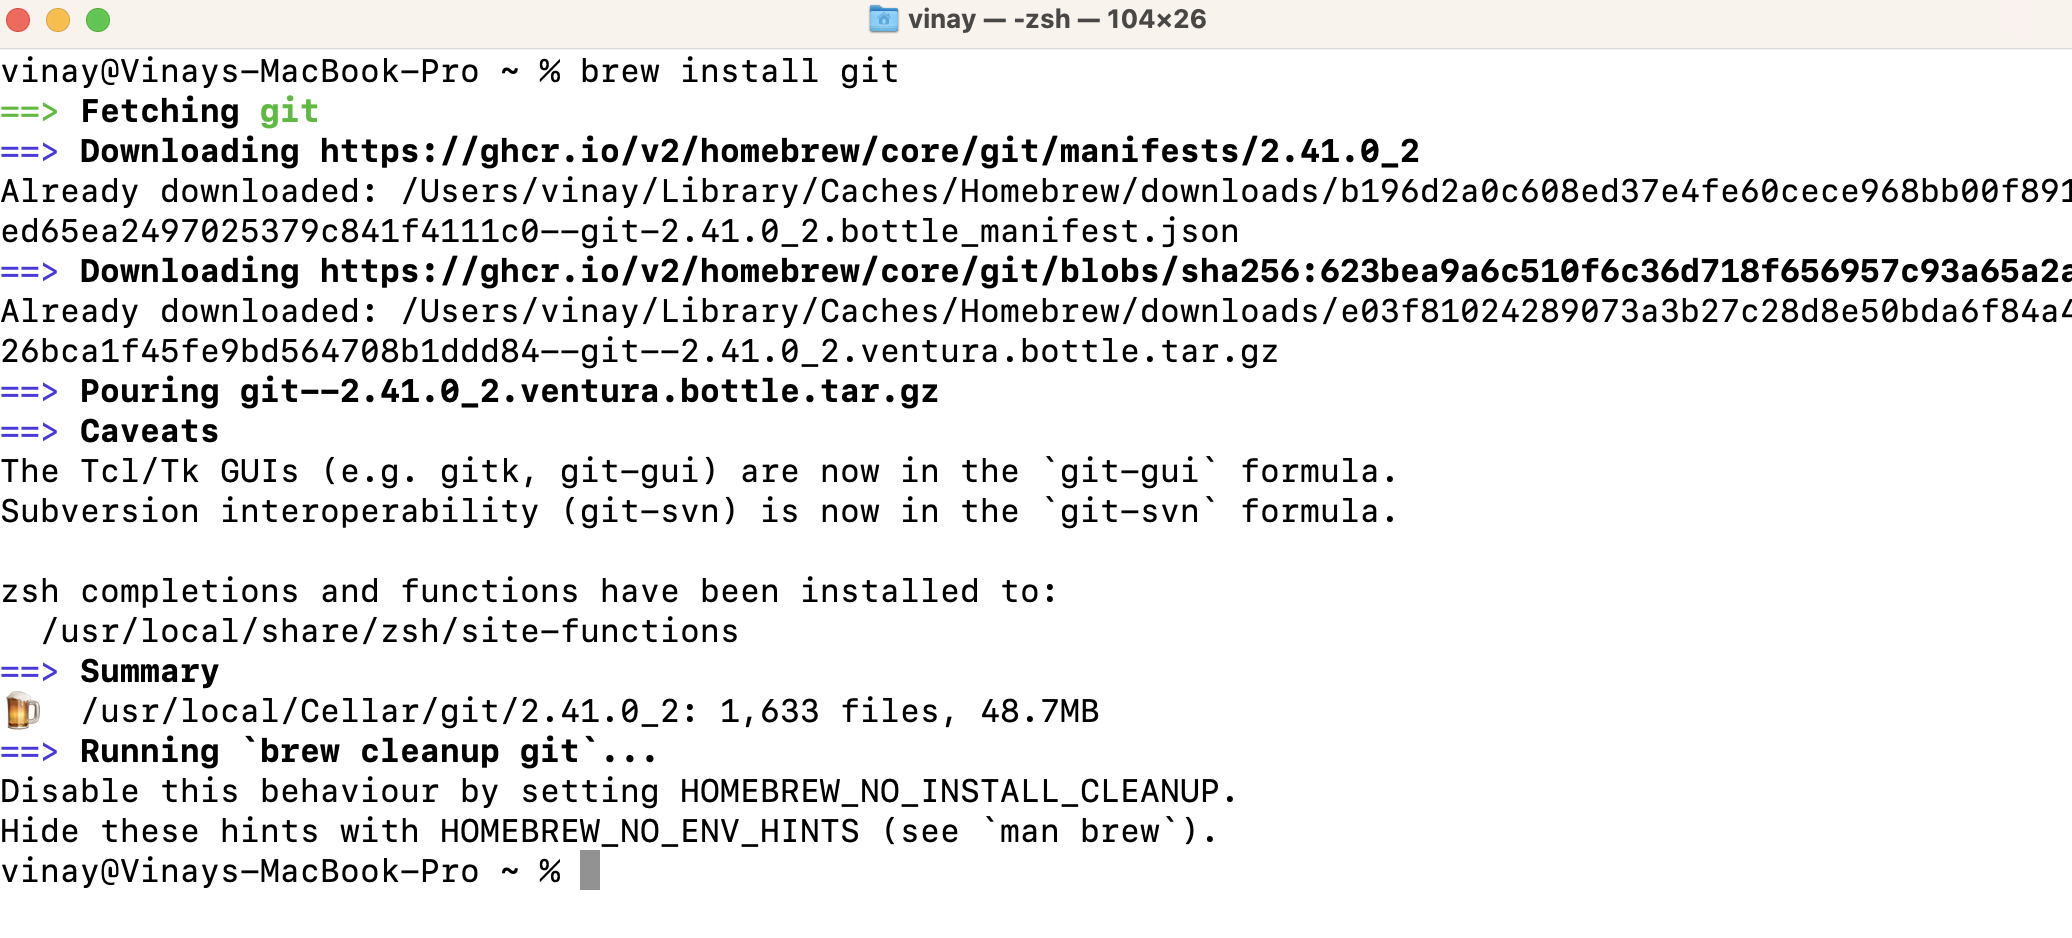 vinay — -zsh — 104×26
vinay@Vinays-MacBook-Pro ~ % brew install git
==> Fetching git
==> Downloading https://ghcr.io/v2/homebrew/core/git/manifests/2.41.0_2
Already downloaded: /Users/vinay/Library/Caches/Homebrew/downloads/b196d2a0c608ed37e4fe60cece968bb00f891
ed65ea2497025379c841f4111c0--git-2.41.0_2.bottle_manifest.json
==> Downloading https://ghcr.io/v2/homebrew/core/git/blobs/sha256:623bea9a6c510f6c36d718f656957c93a65a2a
Already downloaded: /Users/vinay/Library/Caches/Homebrew/downloads/e03f81024289073a3b27c28d8e50bda6f84a4
26bca1f45fe9bd564708b1ddd84--git--2.41.0_2.ventura.bottle.tar.gz
==> Pouring git--2.41.0_2.ventura.bottle.tar.gz
==> Caveats
The Tcl/Tk GUIs (e.g. gitk, git-gui) are now in the `git-gui` formula.
Subversion interoperability (git-svn) is now in the `git-svn` formula.
zsh completions and functions have been installed to:
/usr/local/share/zsh/site-functions
==> Summary
🍺 /usr/local/Cellar/git/2.41.0_2: 1,633 files, 48.7MB
==> Running `brew cleanup git`...
Disable this behaviour by setting HOMEBREW_NO_INSTALL_CLEANUP.
Hide these hints with HOMEBREW_NO_ENV_HINTS (see `man brew`).
vinay@Vinays-MacBook-Pro ~ %